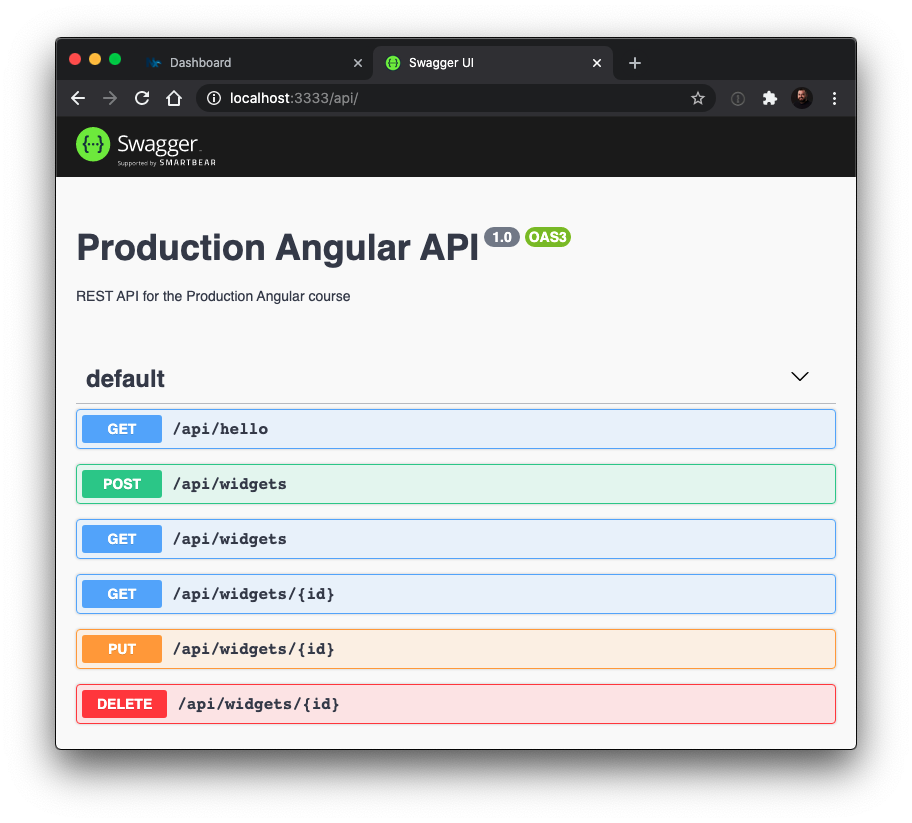 Dashboard
Swagger UI
localhost:3333/api/
Swagger
Supported by SMARTBEAR
Production Angular API 1.0 OAS3
REST API for the Production Angular course
default
GET /api/hello
POST /api/widgets
GET /api/widgets
GET /api/widgets/{id}
PUT /api/widgets/{id}
DELETE /api/widgets/{id}